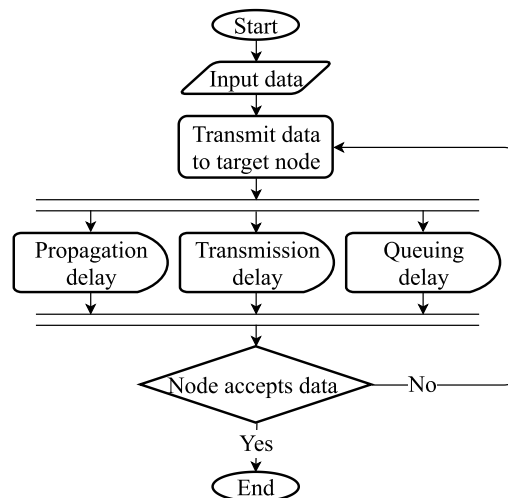 Start
Input data
Transmit data
to target node
Propagation
delay
Transmission
delay
Queuing
delay
Node accepts data
No
Yes
End